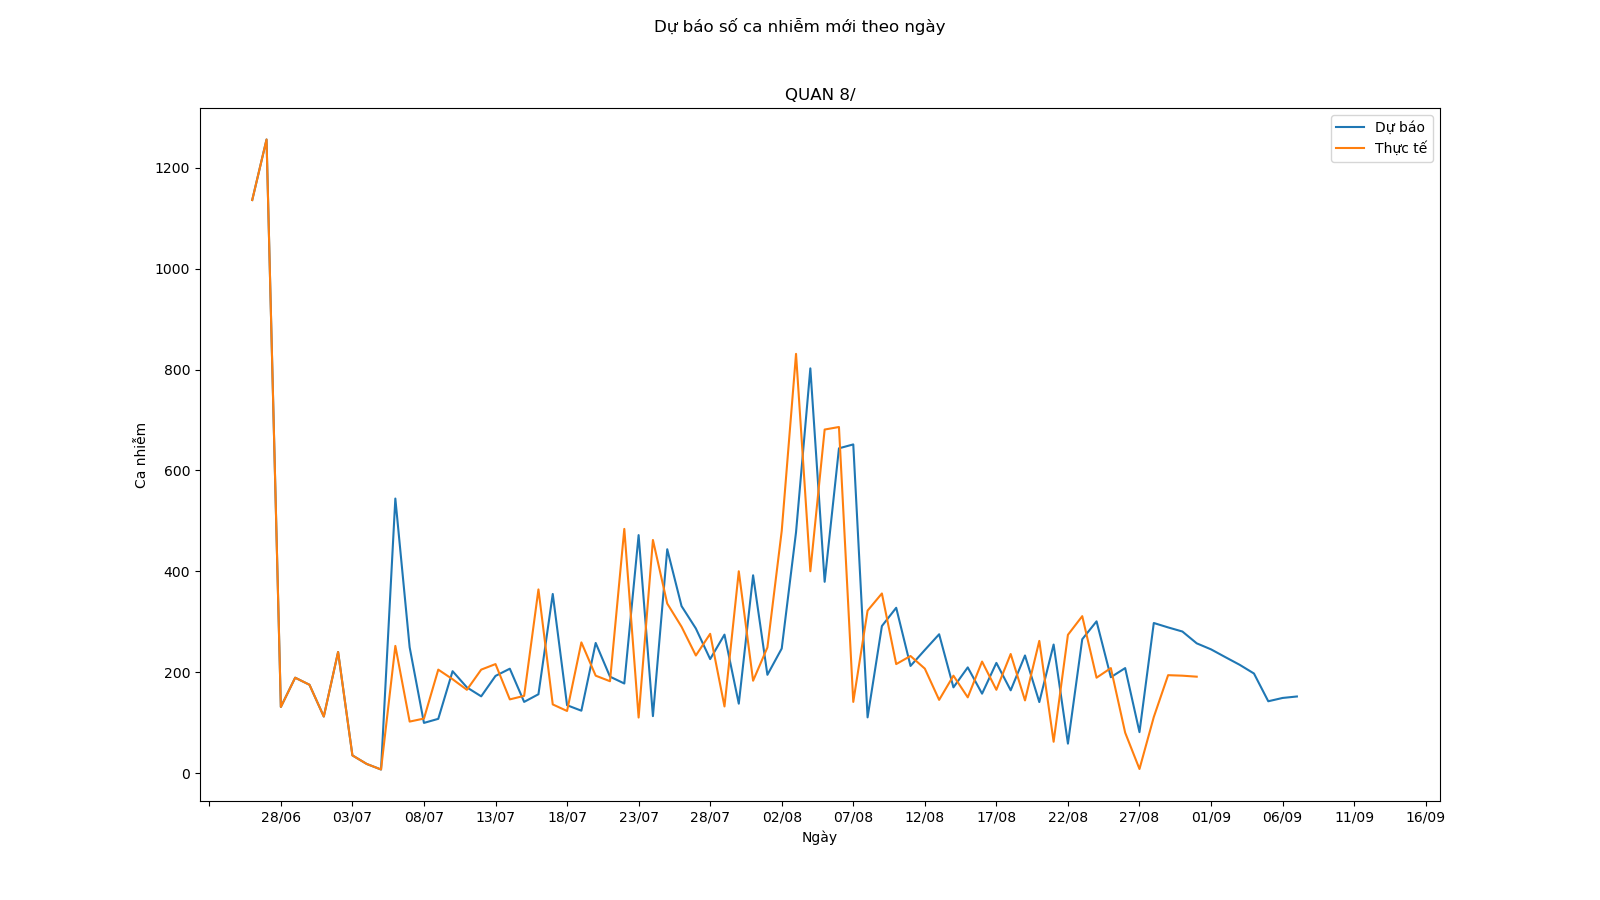 Dự báo số ca nhiễm mới theo ngày
QUAN 8/
Dự báo
Thực tế
1200
1000
800
600
400
200
0
Ca nhiễm
28/06 03/07 08/07 13/07 18/07 23/07 28/07 02/08 07/08 12/08 17/08 22/08 27/08 01/09 06/09 11/09 16/09
Ngày